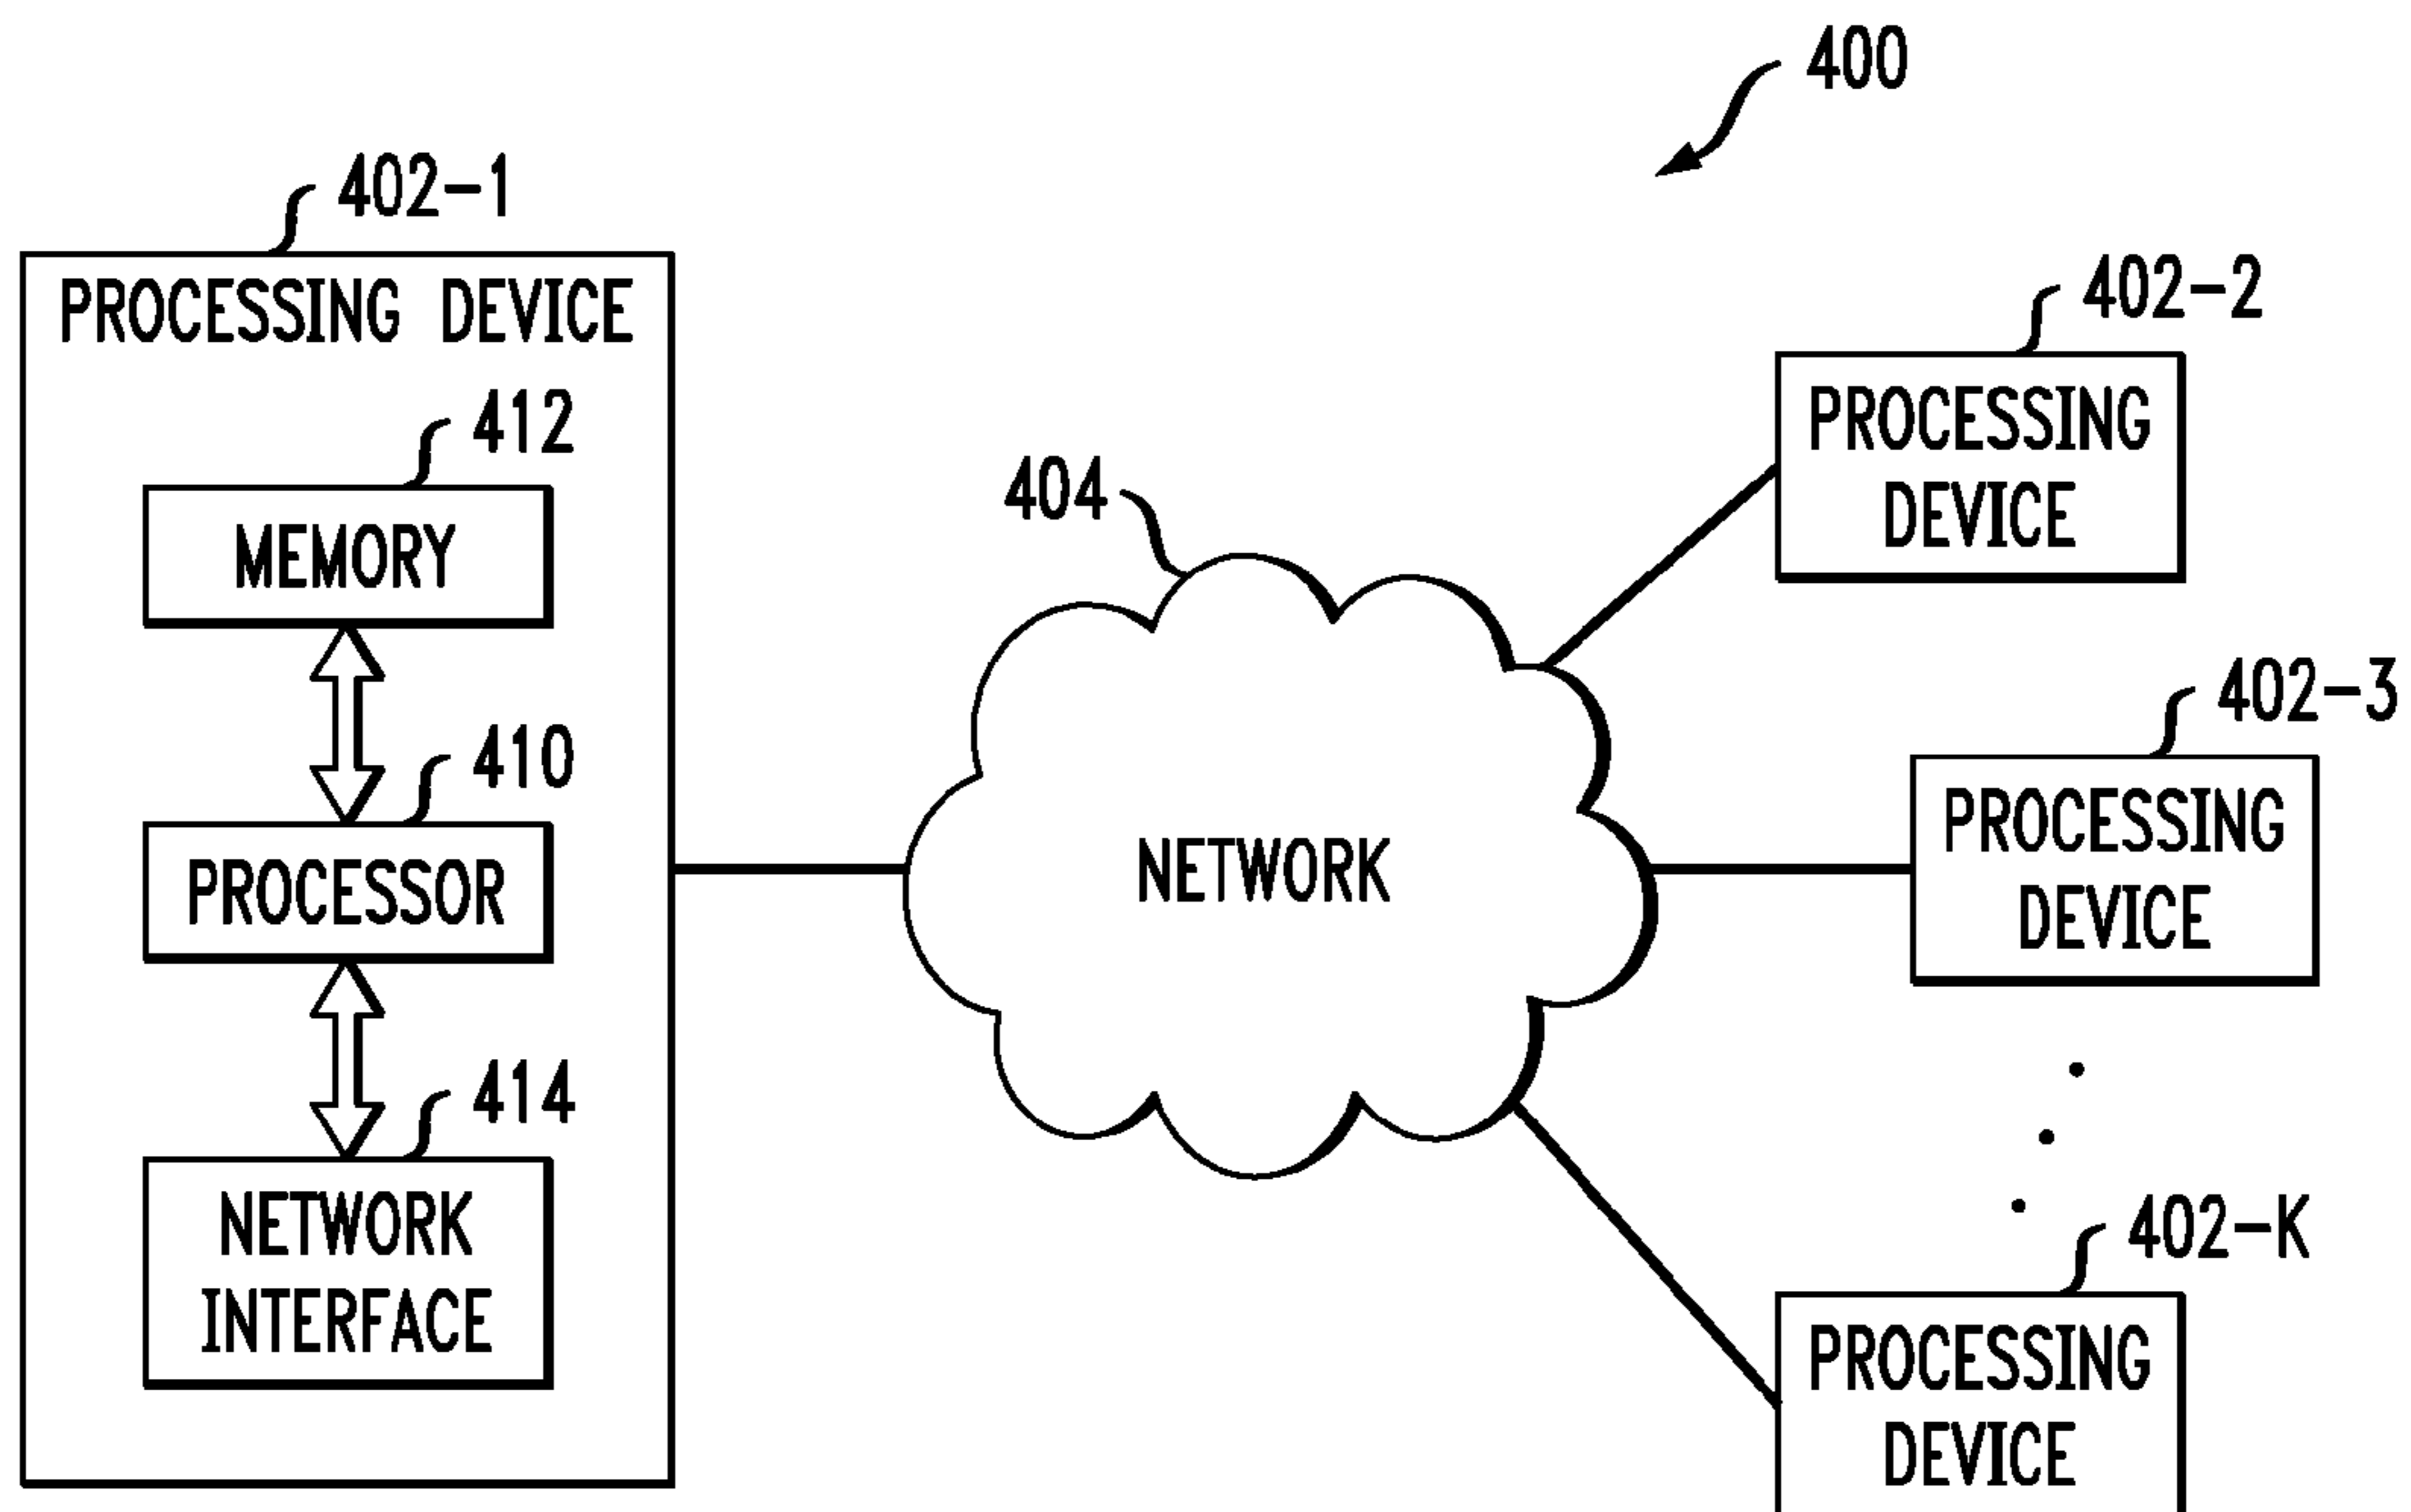 400
402-1
PROCESSING DEVICE
412
MEMORY
410
PROCESSOR
414
NETWORK
INTERFACE
404
NETWORK
402-2
PROCESSING
DEVICE
402-3
PROCESSING
DEVICE
402-K
PROCESSING
DEVICE